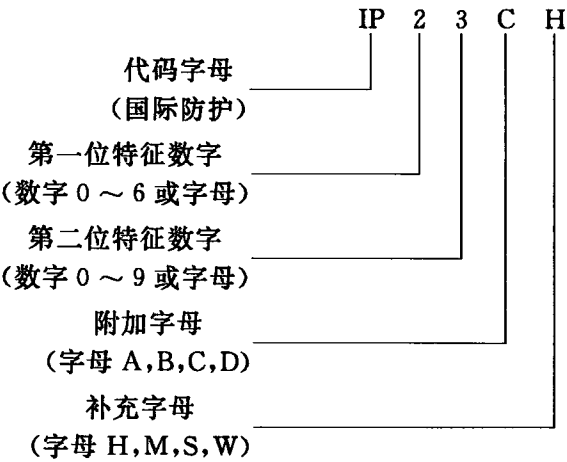 IP 2 3 C H
代码字母
(国际防护)
第一位特征数字
(数字 0 ～ 6 或字母)
第二位特征数字
(数字 0 ～ 9 或字母)
附加字母
(字母 A,B,C,D)
补充字母
(字母 H,M,S,W)